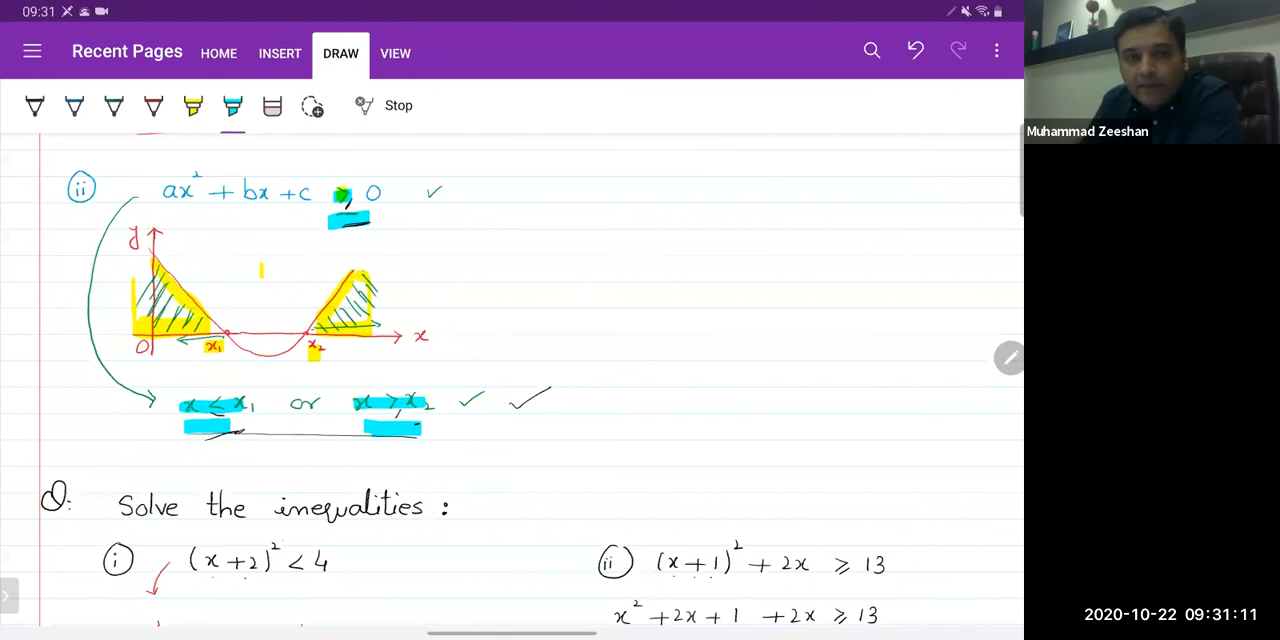 09:31
Recent Pages HOME INSERT DRAW VIEW
Stop
Muhammad Zeeshan
(ii) ax² + bx + c > 0 ✓
y
0 x₁ x₂ x
x < x₁ or x > x₂ ✓ ✓
Q. Solve the inequalities :
(i) (x + 2)² < 4
(ii) (x + 1)² + 2x ⩾ 13
x² + 2x + 1 + 2x ⩾ 13
2020-10-22 09:31:11